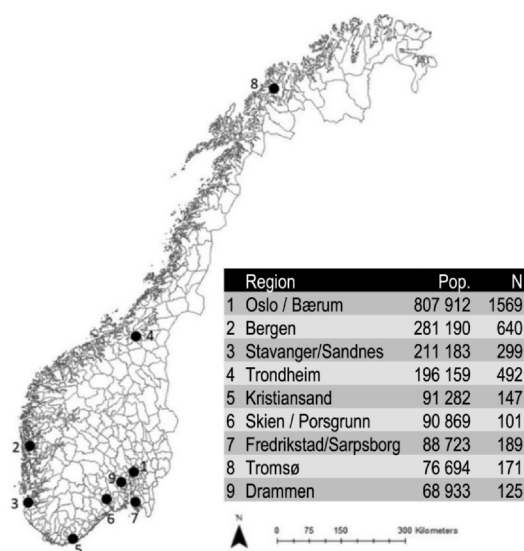 8
4
2
9
1
3
6
7
5
Region Pop. N
1 Oslo / Bærum 807 912 1569
2 Bergen 281 190 640
3 Stavanger/Sandnes 211 183 299
4 Trondheim 196 159 492
5 Kristiansand 91 282 147
6 Skien / Porsgrunn 90 869 101
7 Fredrikstad/Sarpsborg 88 723 189
8 Tromsø 76 694 171
9 Drammen 68 933 125
N
0 75 150 225 300 Kilometers